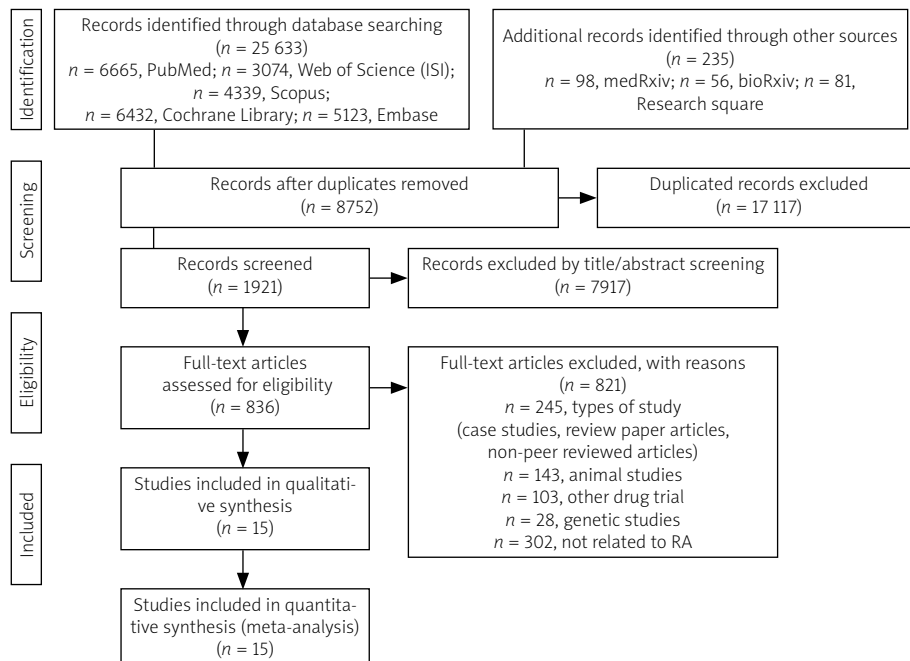 Identification
Records identified through database searching
(n = 25 633)
n = 6665, PubMed; n = 3074, Web of Science (ISI);
n = 4339, Scopus;
n = 6432, Cochrane Library; n = 5123, Embase
Additional records identified through other sources
(n = 235)
n = 98, medRxiv; n = 56, bioRxiv; n = 81,
Research square
Screening
Records after duplicates removed
(n = 8752)
Duplicated records excluded
(n = 17 117)
Records screened
(n = 1921)
Records excluded by title/abstract screening
(n = 7917)
Eligibility
Full-text articles
assessed for eligibility
(n = 836)
Full-text articles excluded, with reasons
(n = 821)
n = 245, types of study
(case studies, review paper articles,
non-peer reviewed articles)
n = 143, animal studies
n = 103, other drug trial
n = 28, genetic studies
n = 302, not related to RA
Included
Studies included in qualitati-
ve synthesis
(n = 15)
Studies included in quantita-
tive synthesis (meta-analysis)
(n = 15)